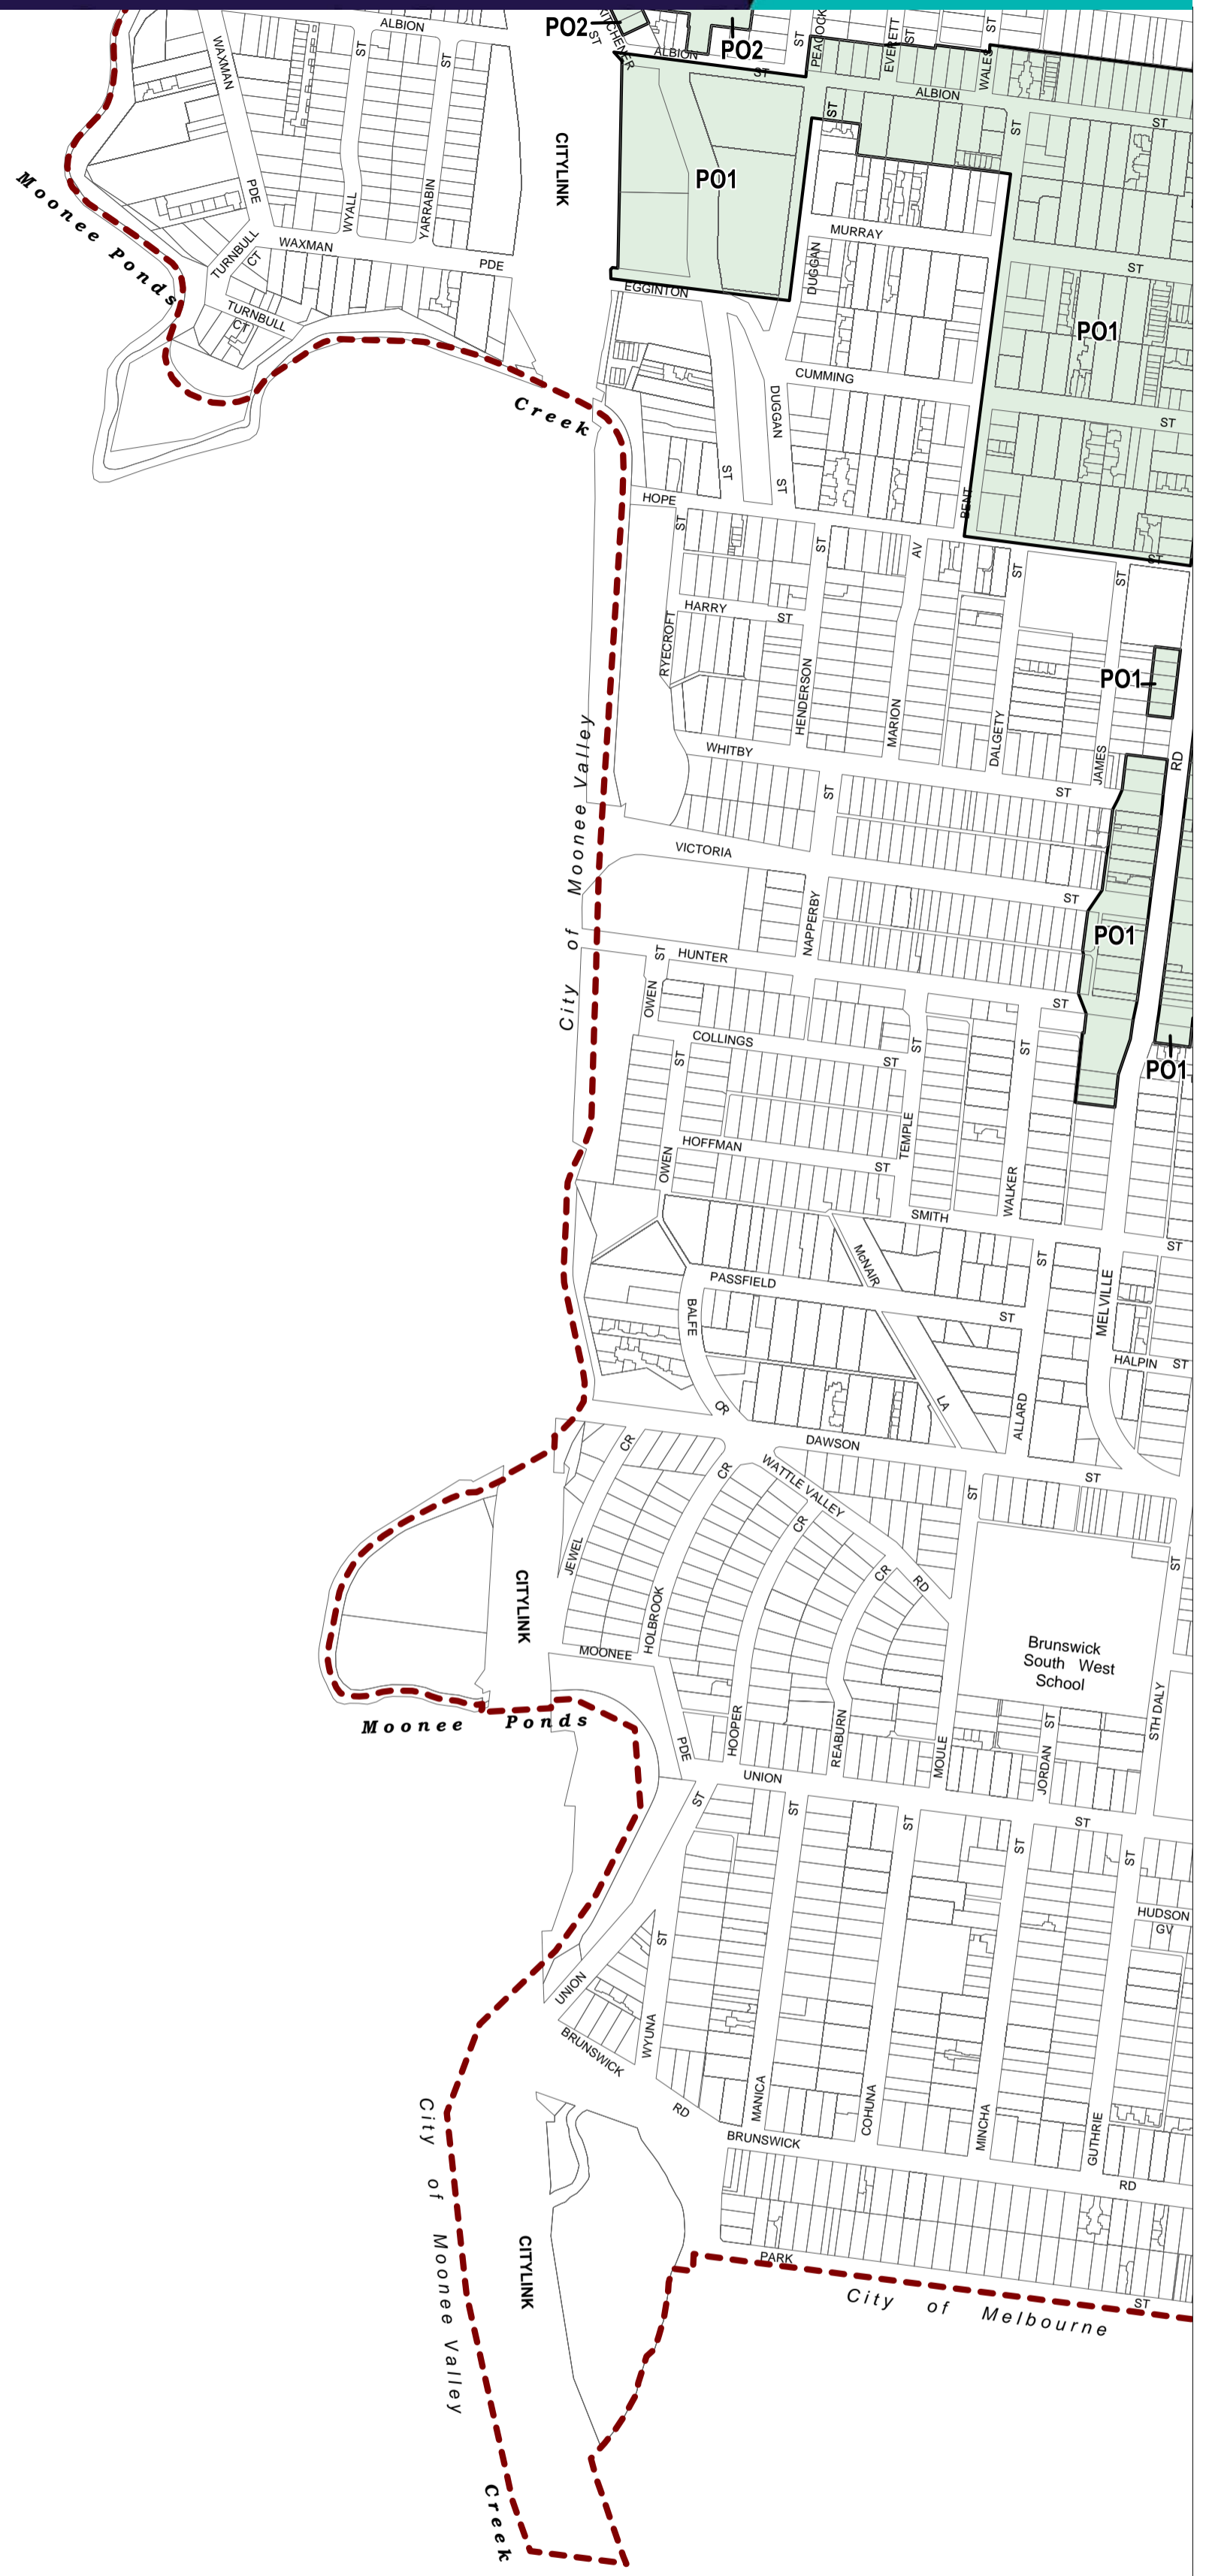 PO2
KITCHENER
ST
PO2
ST
PEACOCK
EVERETT
ST
WALES
ST
ALBION
ST
ALBION
WAXMAN
ST
ST
CITYLINK
PO1
ST
ALBION
ST
ST
Moonee Ponds
PDE
WYALL
YARRABIN
TURNBULL
CT
WAXMAN
PDE
TURNBULL
CT
EGGINTON
DUGGAN
MURRAY
ST
PO1
CUMMING
DUGGAN
ST
Creek
ST
ST
HOPE
ST
BENT
ST
AV
ST
ST
ST
HARRY
ST
RYECROFT
HENDERSON
MARION
DALGETY
JAMES
PO1
RD
City of Moonee Valley
WHITBY
ST
ST
VICTORIA
ST
NAPPERBY
PO1
HUNTER
ST
OWEN
ST
COLLINGS
ST
ST
ST
ST
PO1
HOFFMAN
ST
OWEN
TEMPLE
WALKER
SMITH
ST
ST
McNAIR
PASSFIELD
ST
BALFE
MELVILLE
HALPIN ST
CR
LA
ALLARD
DAWSON
ST
CR
CR
WATTLE VALLEY
CR
CR
RD
ST
ST
JEWEL
CITYLINK
HOLBROOK
MOONEE
Brunswick
South West
School
Moonee Ponds
PDE
HOOPER
REABURN
MOULE
JORDAN
ST
STH DALY
UNION
ST
ST
ST
ST
ST
ST
HUDSON
GV
UNION
ST
WYUNA
BRUNSWICK
RD
MANICA
COHUNA
MINCHA
GUTHRIE
BRUNSWICK
RD
City of Moonee Valley
CITYLINK
PARK
ST
City of Melbourne
Creek